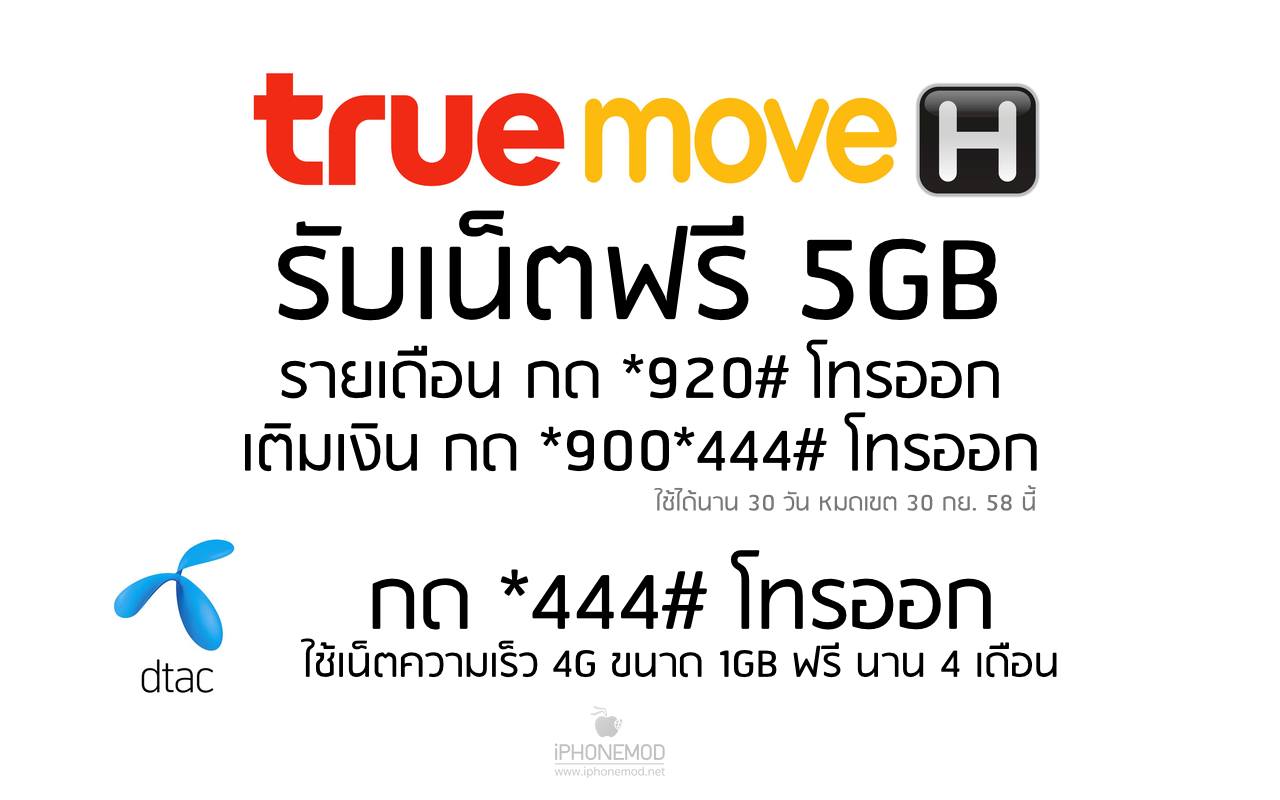 true move H
รับเน็ตฟรี 5GB
รายเดือน กด *920# โทรออก
เติมเงิน กด *900*444# โทรออก
ใช้ได้นาน 30 วัน หมดเขต 30 กย. 58 นี้
กด *444# โทรออก
ใช้เน็ตความเร็ว 4G ขนาด 1GB ฟรี นาน 4 เดือน
dtac
iPHONEMOD
www.iphonemod.net